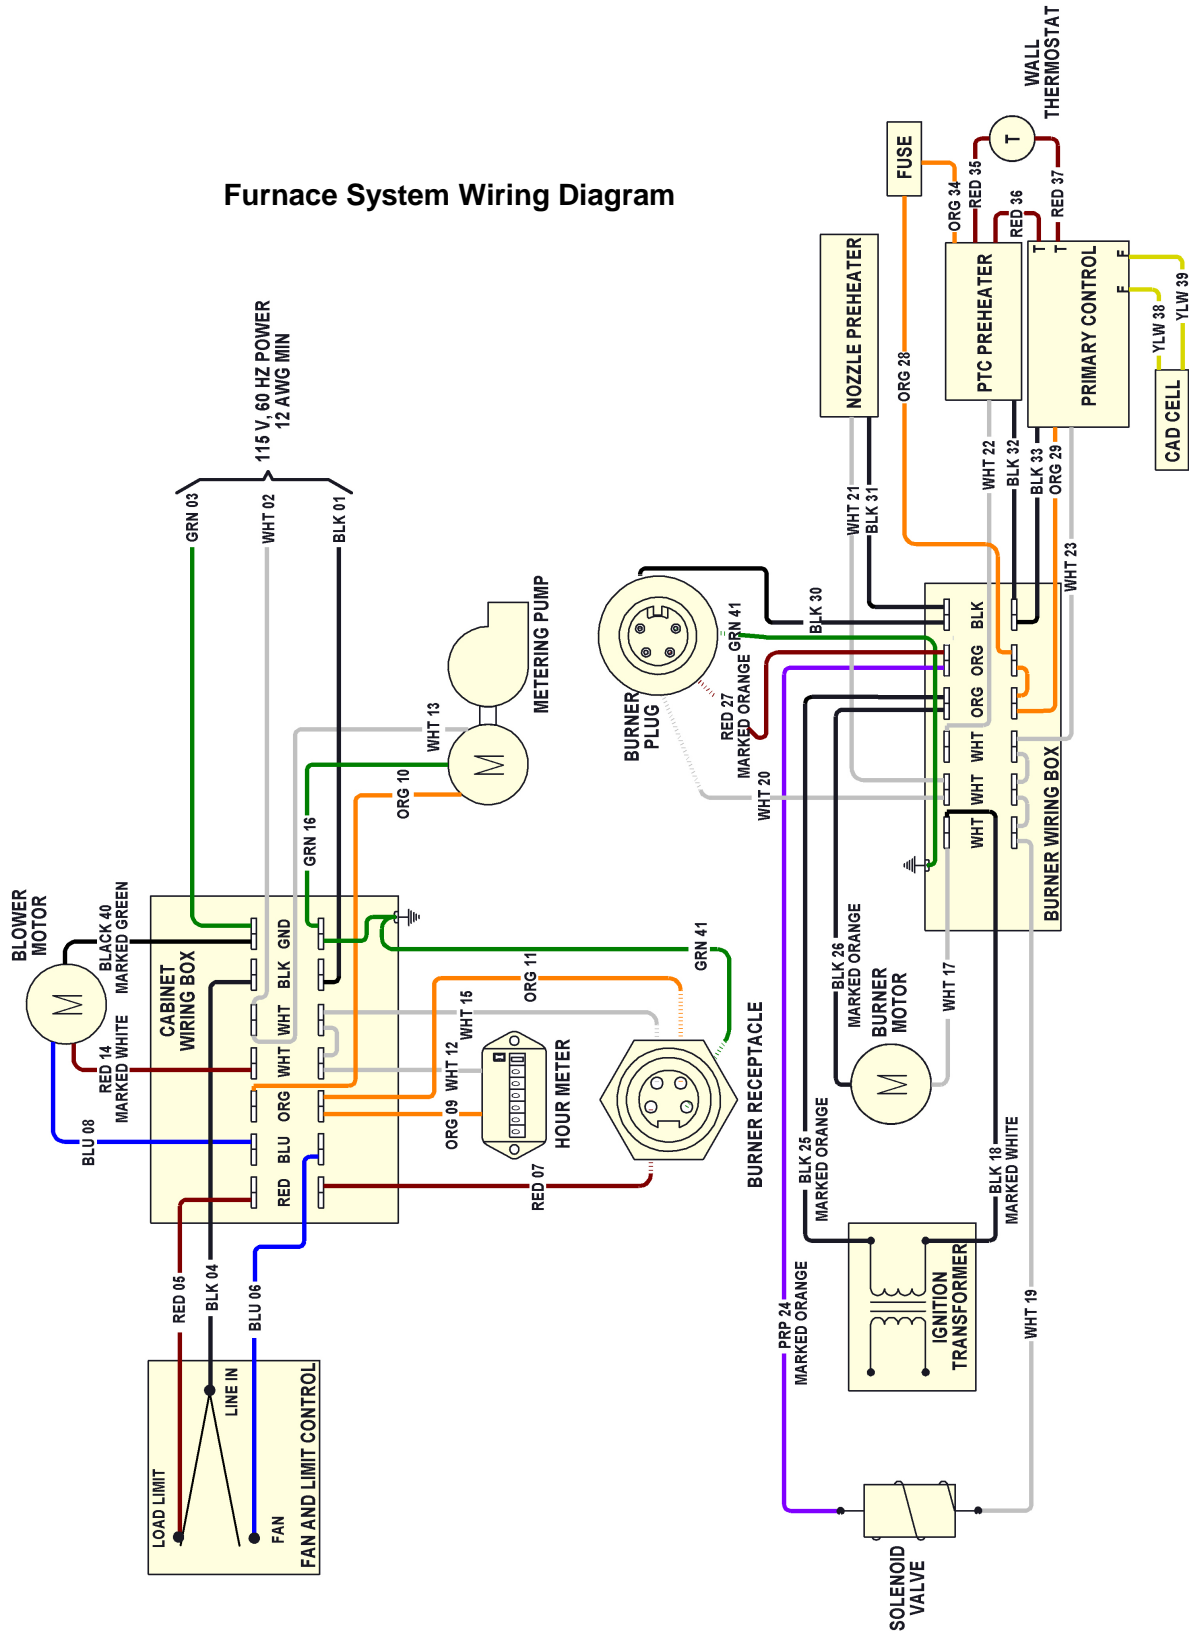 Furnace System Wiring Diagram
115 V, 60 HZ POWER
12 AWG MIN
GRN 03
WHT 02
BLK 01
BLOWER
MOTOR
M
BLACK 40
MARKED GREEN
RED 14
MARKED WHITE
BLU 08
CABINET
WIRING BOX
GND
BLK
WHT
WHT
ORG
BLU
RED
GRN 16
ORG 10
WHT 13
M
METERING PUMP
ORG 11
WHT 15
WHT 12
ORG 09
GRN 41
RED 07
HOUR METER
1
0
0
0
0
0
0
BURNER RECEPTACLE
RED 05
BLK 04
BLU 06
LOAD LIMIT
LINE IN
FAN
FAN AND LIMIT CONTROL
BURNER
PLUG
GRN 41
BLK 30
RED 27
MARKED ORANGE
WHT 20
NOZZLE PREHEATER
WHT 21
BLK 31
FUSE
ORG 28
ORG 34
RED 35
RED 36
RED 37
T
WALL
THERMOSTAT
PTC PREHEATER
WHT 22
BLK 32
PRIMARY CONTROL
T
T
F
F
BLK 33
ORG 29
WHT 23
YLW 38
YLW 39
CAD CELL
BLK
ORG
ORG
WHT
WHT
WHT
BURNER WIRING BOX
BLK 26
MARKED ORANGE
BURNER
MOTOR
M
WHT 17
BLK 25
MARKED ORANGE
BLK 18
MARKED WHITE
IGNITION
TRANSFORMER
PRP 24
MARKED ORANGE
WHT 19
SOLENOID
VALVE